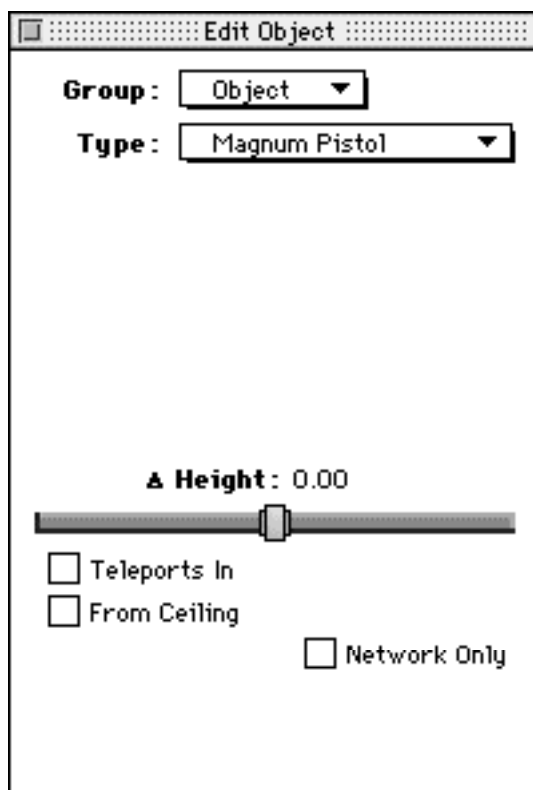 Edit Object
Group: Object
Type: Magnum Pistol
Δ Height: 0.00
Teleports In
From Ceiling
Network Only